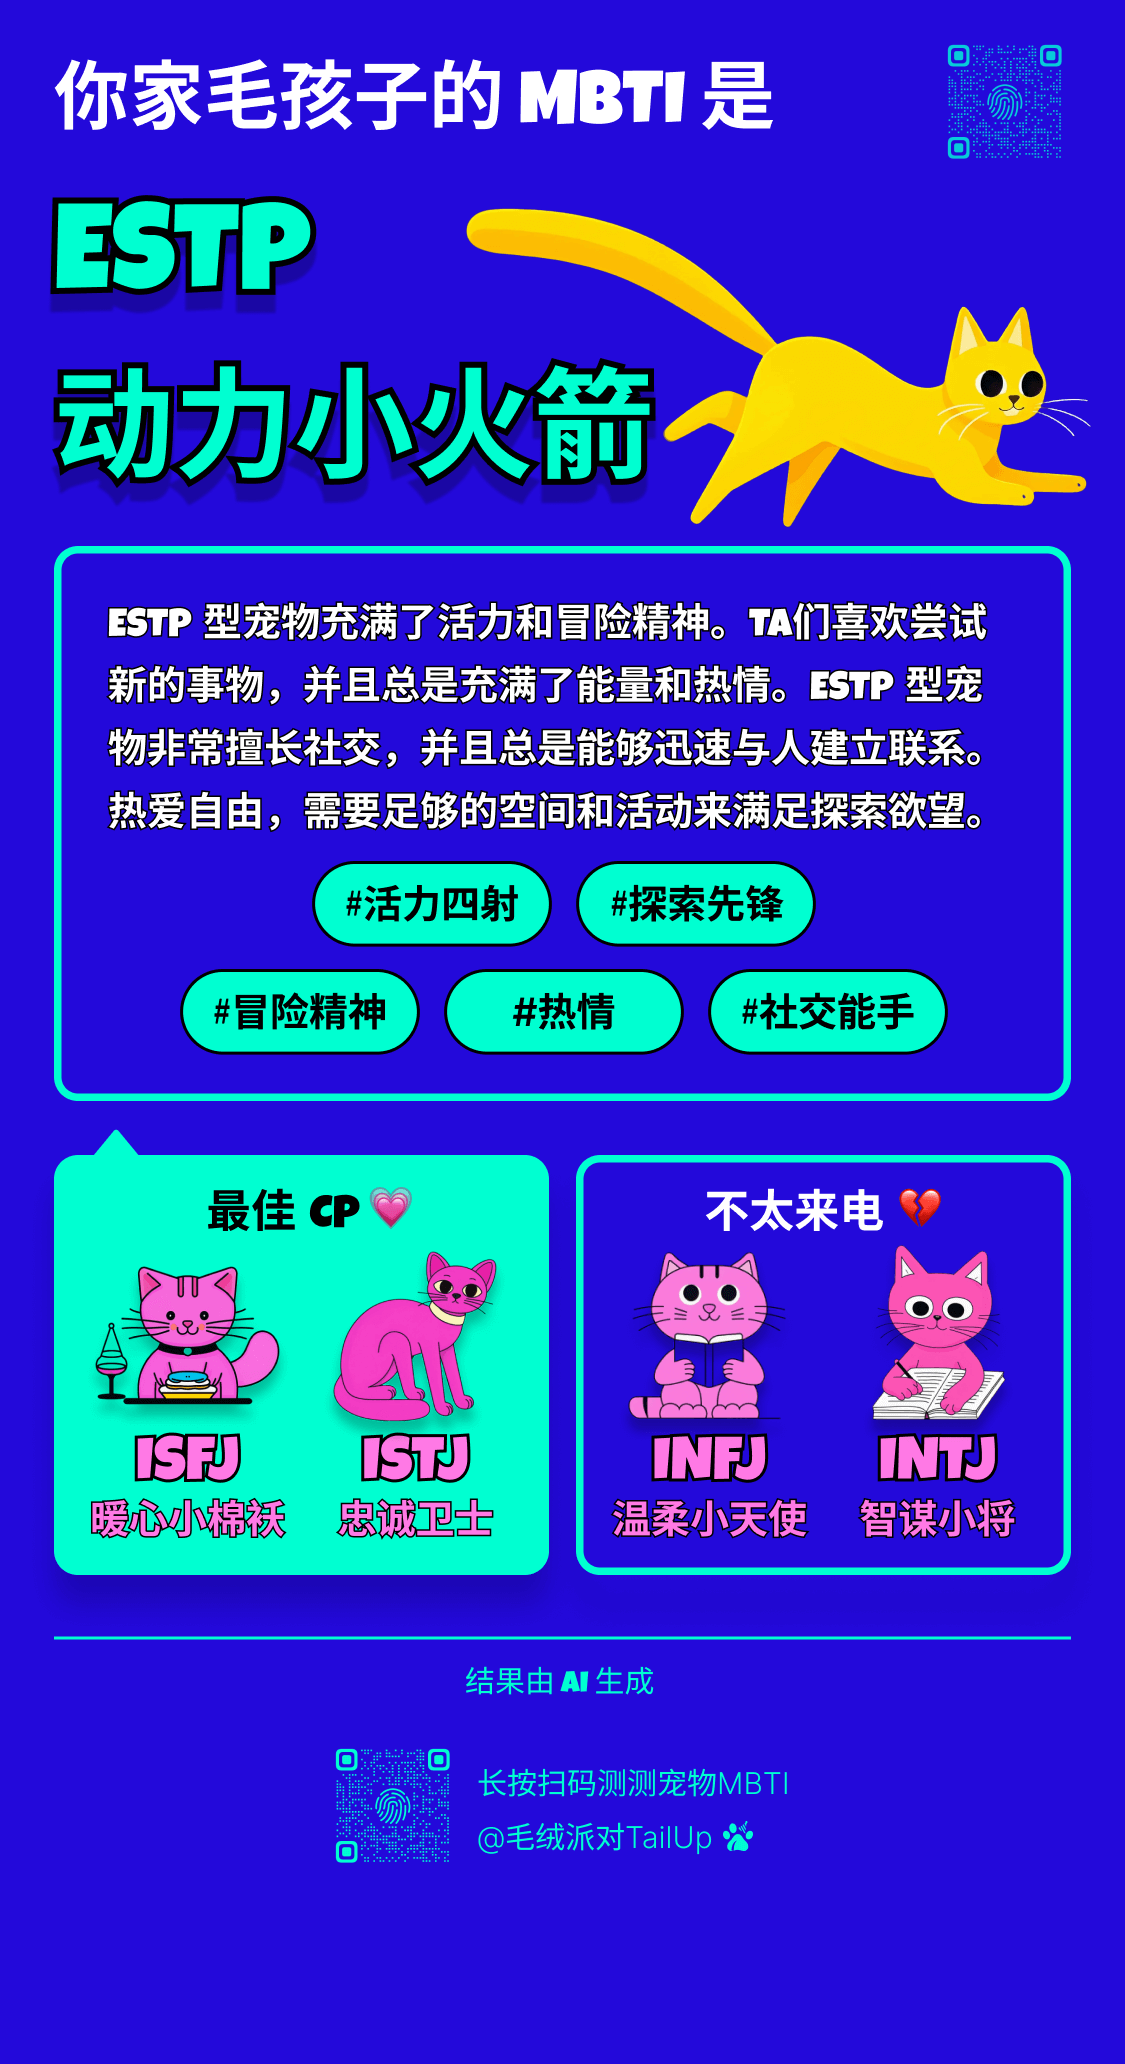 你家毛孩子的 MBTI 是
ESTP
动力小火箭
ESTP 型宠物充满了活力和冒险精神。TA们喜欢尝试
新的事物，并且总是充满了能量和热情。ESTP 型宠
物非常擅长社交，并且总是能够迅速与人建立联系。
热爱自由，需要足够的空间和活动来满足探索欲望。
#活力四射 #探索先锋
#冒险精神 #热情 #社交能手
最佳 CP
ISFJ ISTJ
暖心小棉袄 忠诚卫士
不太来电
INFJ INTJ
温柔小天使 智谋小将
结果由 AI 生成
长按扫码测测宠物MBTI
@毛绒派对TailUp